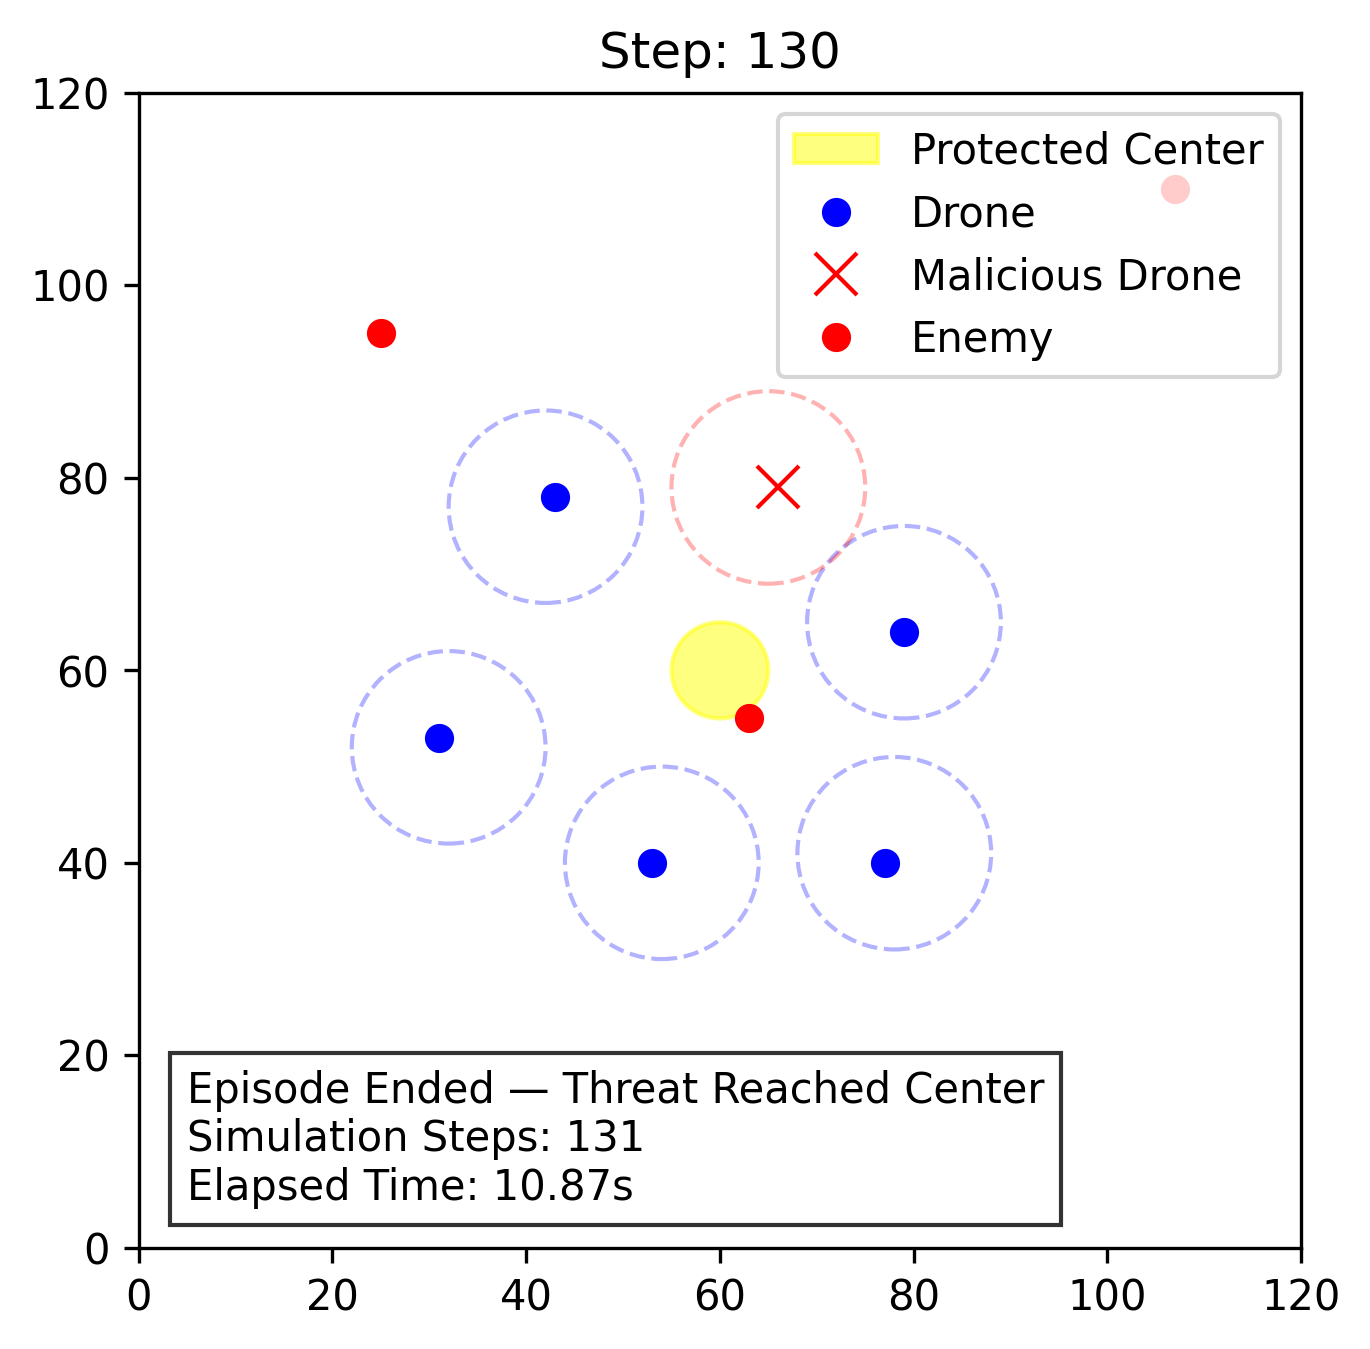 Step: 130
120
100
80
60
40
20
0
Protected Center
Drone
Malicious Drone
Enemy
Episode Ended — Threat Reached Center
Simulation Steps: 131
Elapsed Time: 10.87s
0 20 40 60 80 100 120